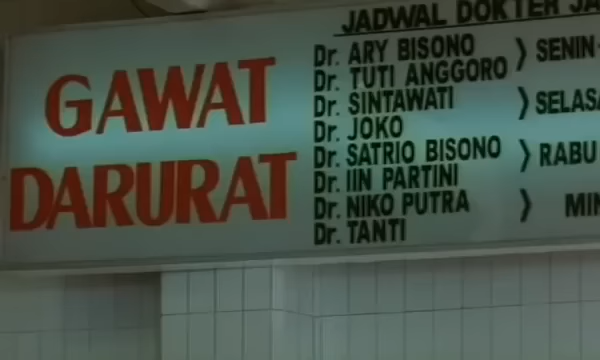 GAWAT
DARURAT
JADWAL DOKTER
Dr. ARY BISONO
Dr. TUTI ANGGORO
Dr. SINTAWATI
Dr. JOKO
Dr. SATRIO BISONO
Dr. IIN PARTINI
Dr. NIKO PUTRA
Dr. TANTI
SENIN-
SELASA
RABU